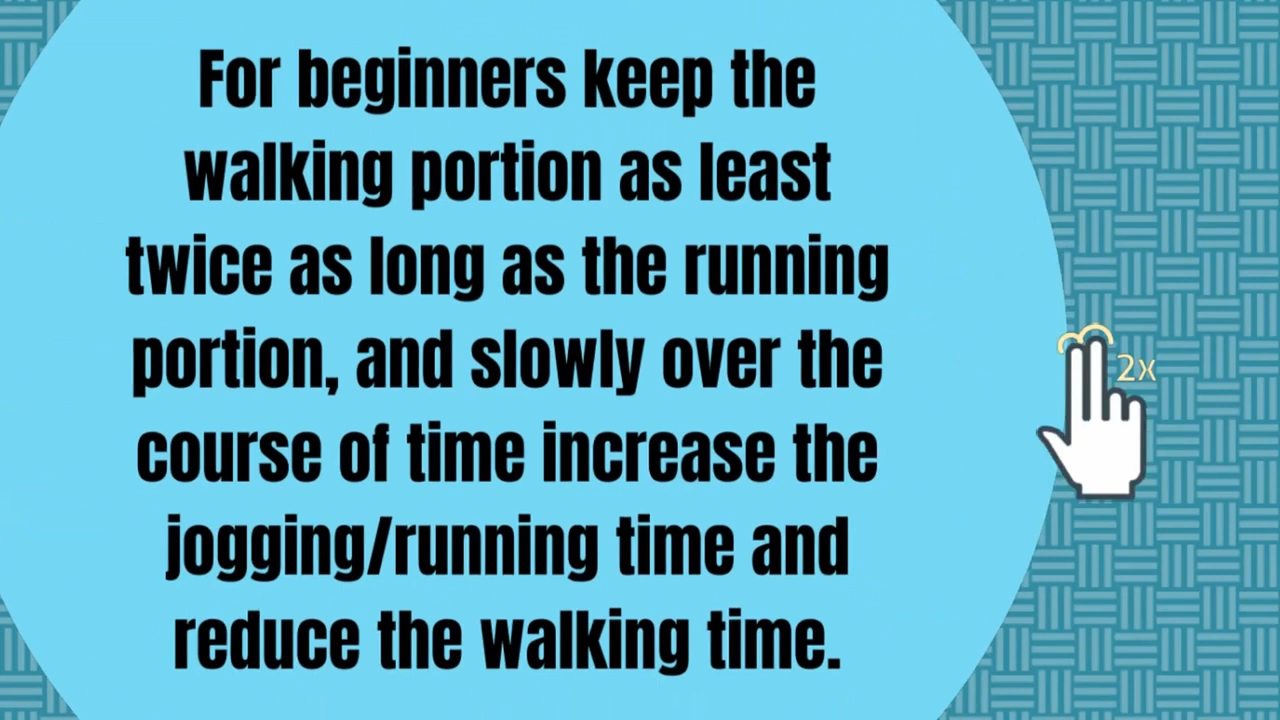 For beginners keep the
walking portion as least
twice as long as the running
portion, and slowly over the
course of time increase the
jogging/running time and
reduce the walking time.
2x